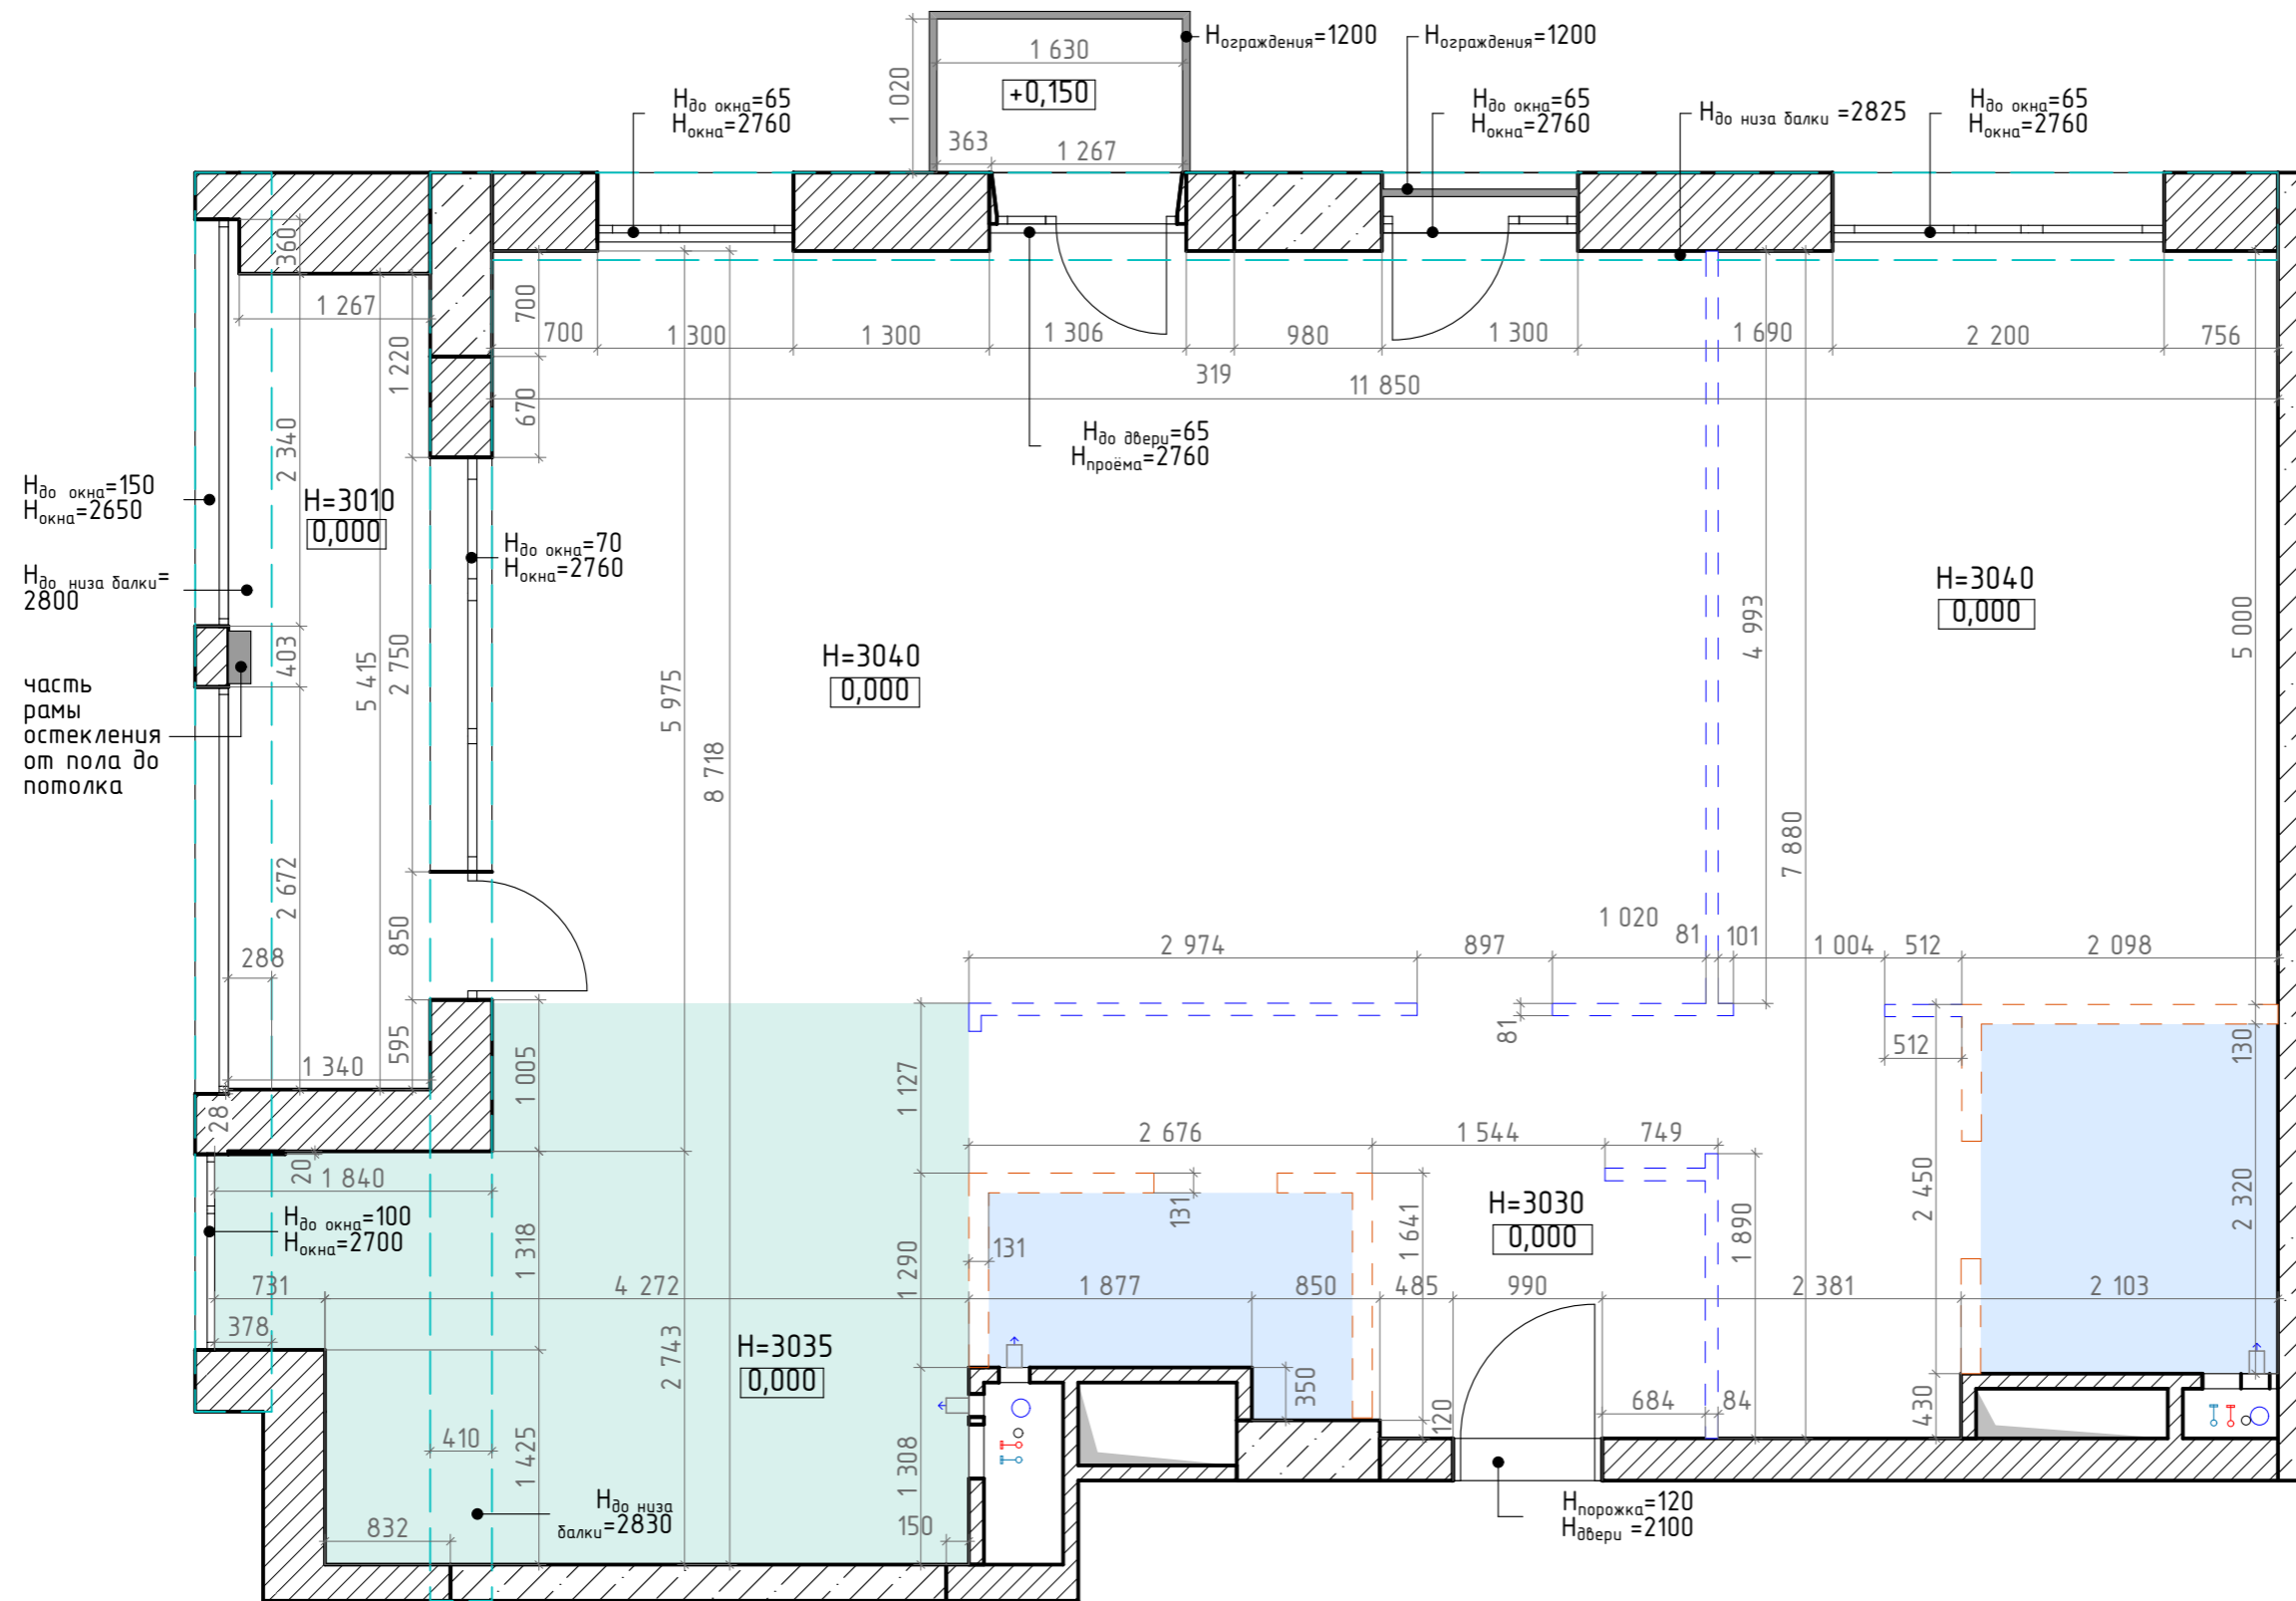 Hограждения=1200
Hограждения=1200
1 630
1 020
+0,150
363
1 267
Hдо окна=65
Hокна=2760
Hдо окна=65
Hокна=2760
Hдо низа балки =2825
Hдо окна=65
Hокна=2760
360
1 267
700
1 220
670
700
1 300
1 300
1 306
319
980
1 300
1 690
2 200
756
11 850
Hдо двери=65
Hпроёма=2760
2 340
Hдо окна=150
Hокна=2650
H=3010
0,000
Hдо окна=70
Hокна=2760
Hдо низа балки=
2800
403
5 415
2 750
часть
рамы
остекления
от пола до
потолка
H=3040
0,000
H=3040
0,000
4 993
5 000
5 975
8 718
7 880
2 672
288
850
595
1 340
28
2 974
897
1 020
81
101
1 004
512
2 098
81
512
130
1 005
1 127
20
1 840
2 676
1 544
749
131
131
1 641
H=3030
0,000
1 890
2 450
2 320
Hдо окна=100
Hокна=2700
1 318
1 290
731
4 272
1 877
850
485
990
2 381
2 103
378
2 743
H=3035
0,000
350
120
684
84
430
410
1 425
1 308
Hдо низа
балки=2830
832
150
Hпорожка=120
Hдвери =2100